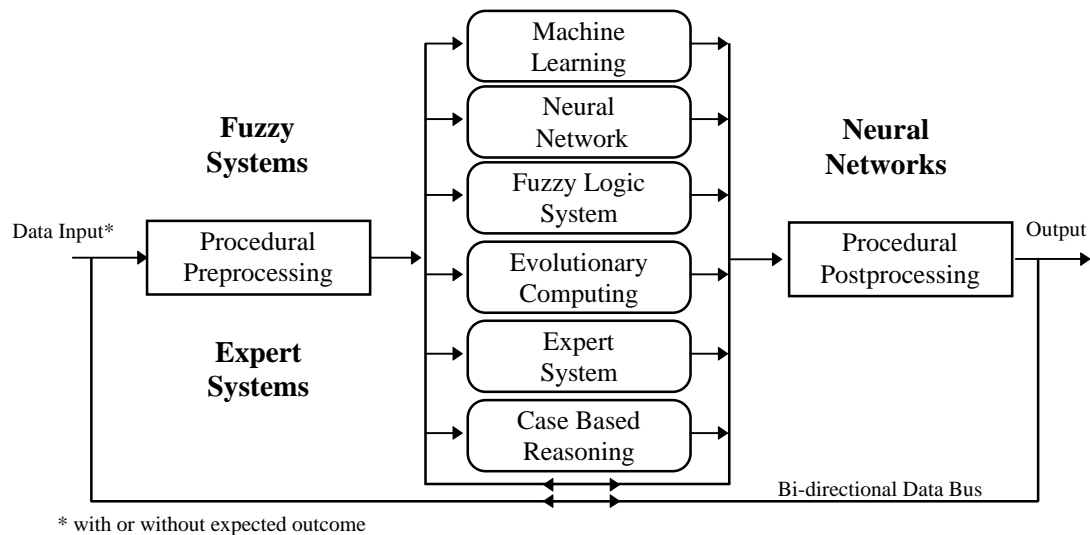 Machine
Learning
Neural
Network
Fuzzy
Systems
Neural
Networks
Fuzzy Logic
System
Data Input*
Procedural
Preprocessing
Evolutionary
Computing
Procedural
Postprocessing
Output
Expert
Systems
Expert
System
Case Based
Reasoning
Bi-directional Data Bus
* with or without expected outcome